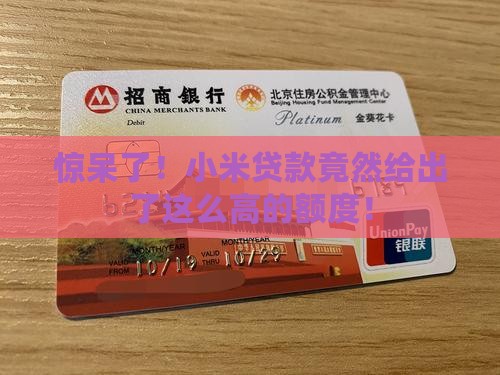 招商银行
CHINA MERCHANTS BANK
Debit
北京住房公积金管理中心
Beijing Housing Fund Management Center
Platinum 金葵花卡
惊呆了！小米贷款竟然给出
了这么高的额度！
MONTH/YEAR MONTH/YEAR
VALID FROM 10/19 VALID THRU 10/29
UnionPay
银联